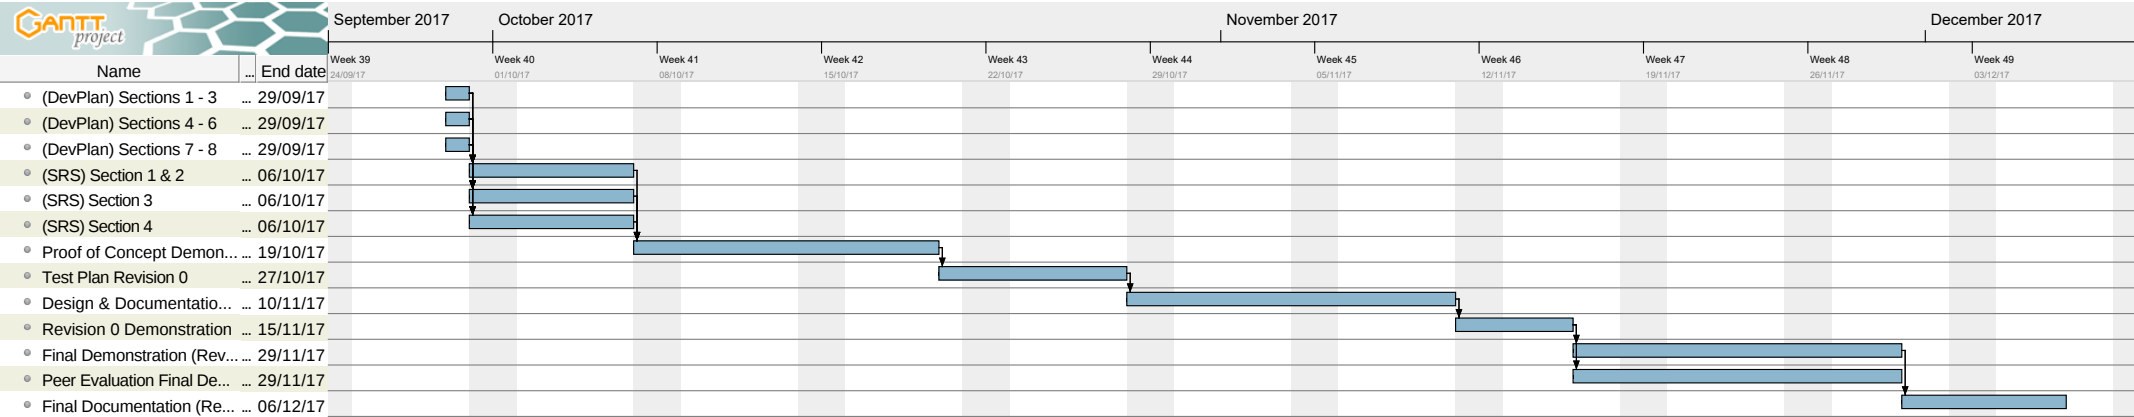 GANTT
project
September 2017 October 2017 November 2017 December 2017
Week 39 Week 40 Week 41 Week 42 Week 43 Week 44 Week 45 Week 46 Week 47 Week 48 Week 49
Name ... End date
24/09/17 01/10/17 08/10/17 15/10/17 22/10/17 29/10/17 05/11/17 12/11/17 19/11/17 26/11/17 03/12/17
(DevPlan) Sections 1 - 3 ... 29/09/17
(DevPlan) Sections 4 - 6 ... 29/09/17
(DevPlan) Sections 7 - 8 ... 29/09/17
(SRS) Section 1 & 2 ... 06/10/17
(SRS) Section 3 ... 06/10/17
(SRS) Section 4 ... 06/10/17
Proof of Concept Demon... ... 19/10/17
Test Plan Revision 0 ... 27/10/17
Design & Documentatio... ... 10/11/17
Revision 0 Demonstration ... 15/11/17
Final Demonstration (Rev... ... 29/11/17
Peer Evaluation Final De... ... 29/11/17
Final Documentation (Re... ... 06/12/17